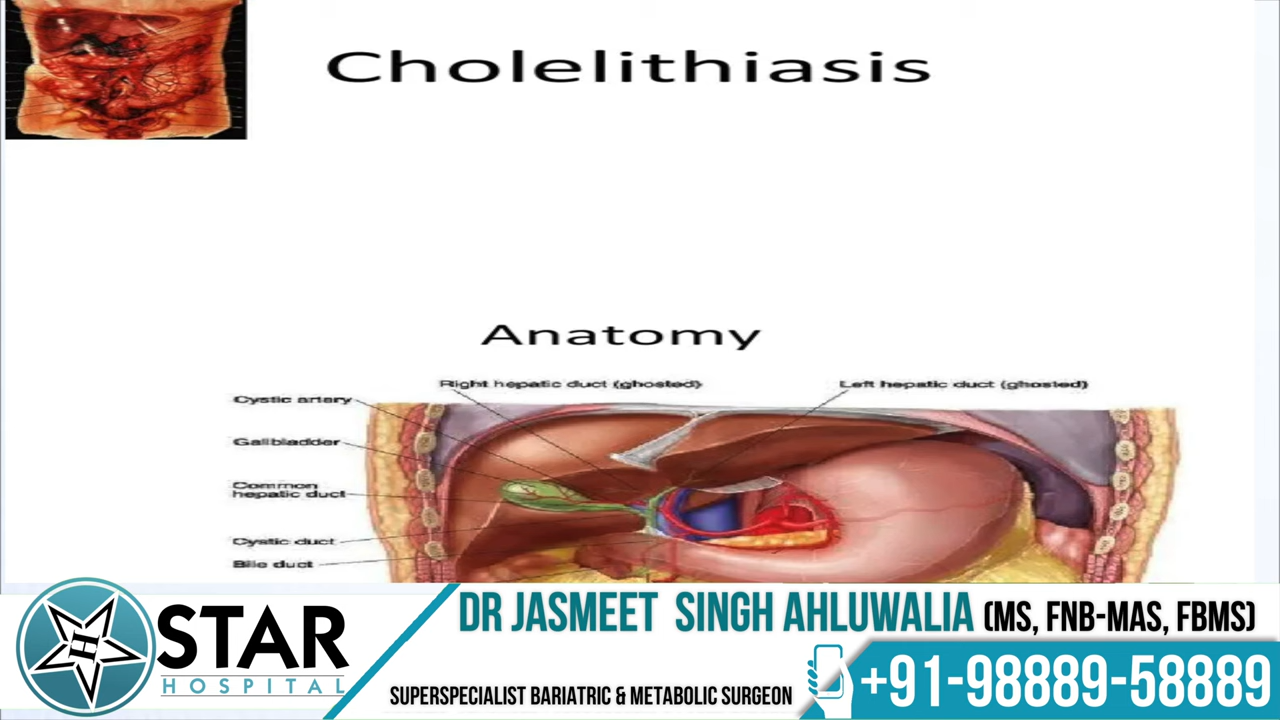 Cholelithiasis
Anatomy
Right hepatic duct (ghosted)
Left hepatic duct (ghosted)
Cystic artery
Gallbladder
Common
hepatic duct
Cystic duct
Bile duct
H
STAR
HOSPITAL
DR JASMEET SINGH AHLUWALIA (MS, FNB-MAS, FBMS)
SUPERSPECIALIST BARIATRIC & METABOLIC SURGEON
+91-98889-58889